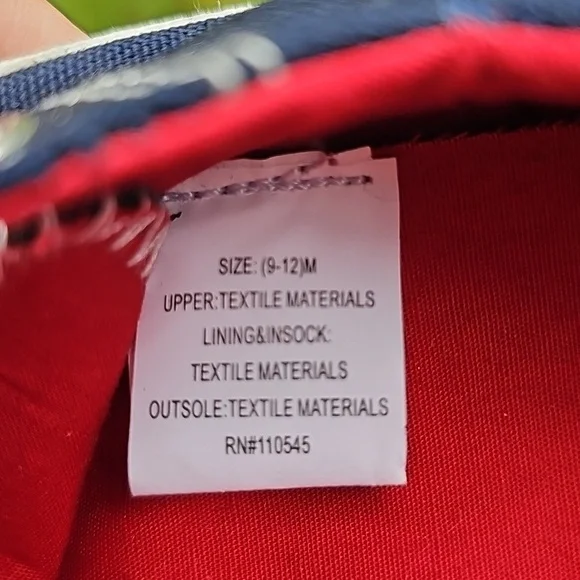 SIZE: (9-12)M
UPPER:TEXTILE MATERIALS
LINING&INSOCK:
TEXTILE MATERIALS
OUTSOLE:TEXTILE MATERIALS
RN#110545